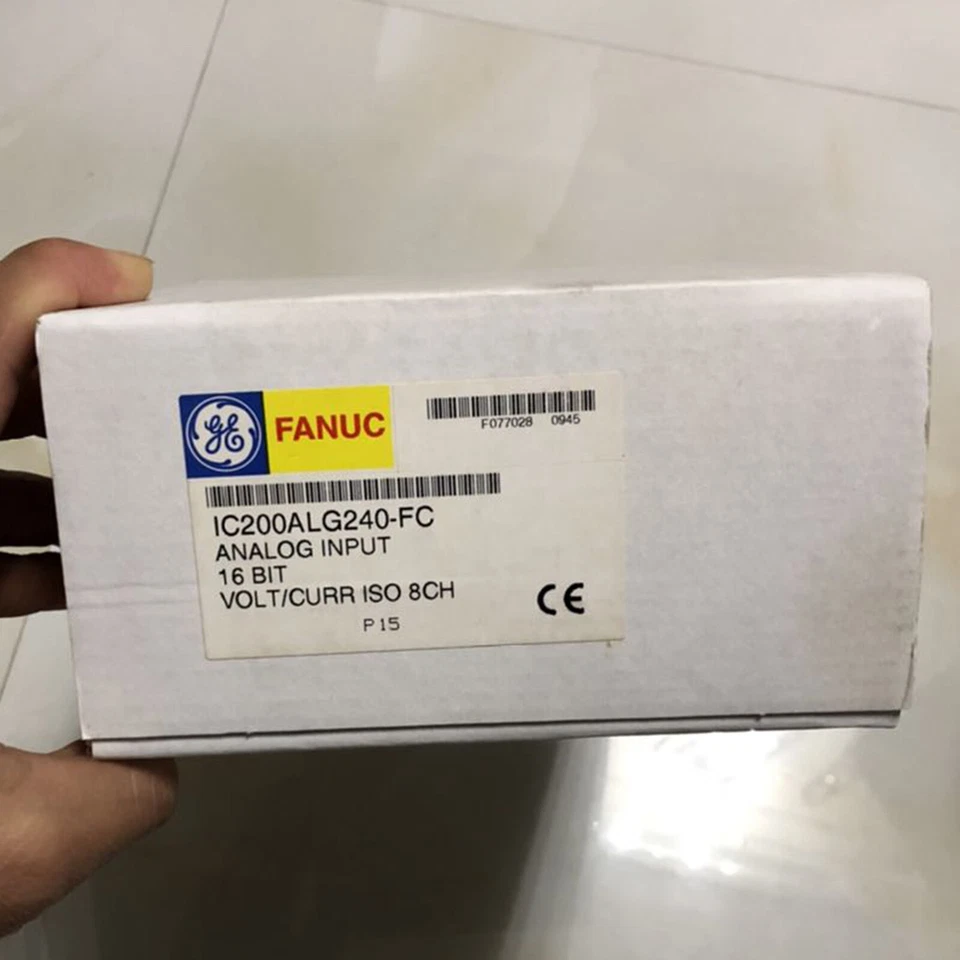 GE FANUC
F077028 0945
IC200ALG240-FC
ANALOG INPUT
16 BIT
VOLT/CURR ISO 8CH
CE
P15